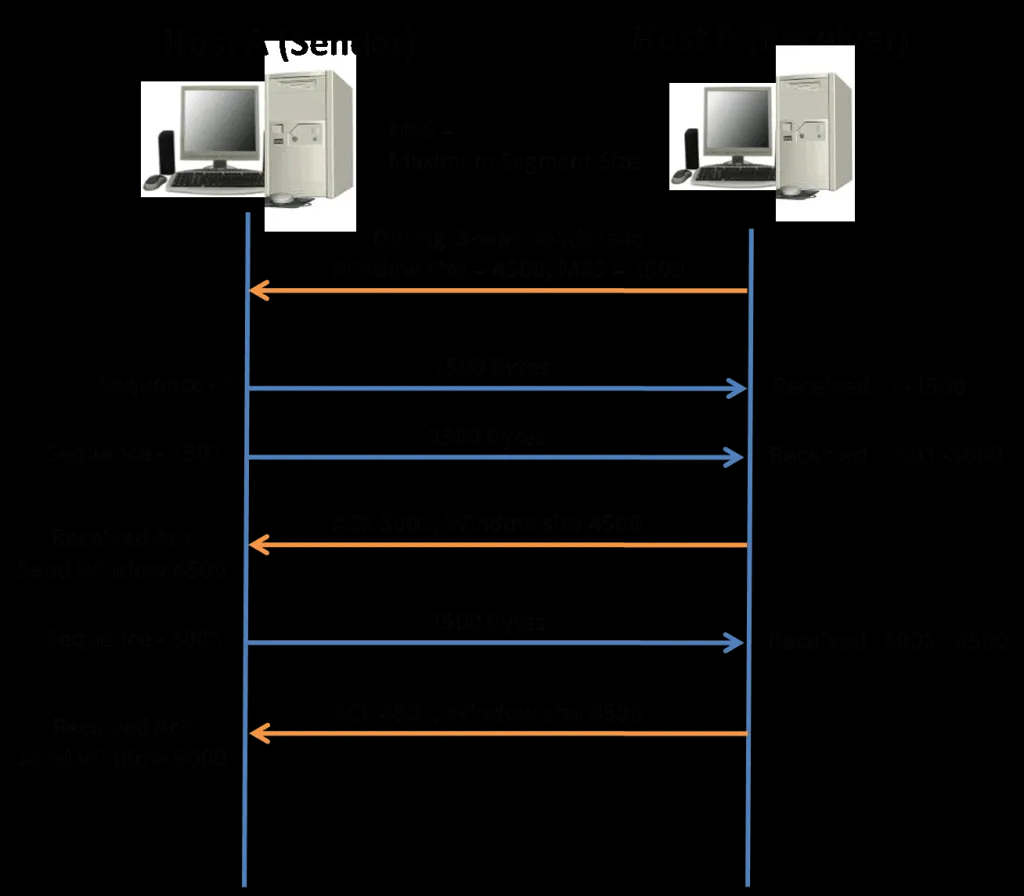 Host A (Sender)
Host B (Receiver)
MSS –
Maximum Segment Size
During 3-way handshake
Window Size – 4500, MSS – 1500
1500 Bytes
Sequence - 1
Received 1 -1500
1500 Bytes
Sequence - 1501
Received 1501 -3000
ACK 3001, Window size 4500
Received Ack
Send Window 4500
1500 Bytes
Sequence - 3001
Received 3001 - 4500
ACK 4501, Window size 4500
Received Ack
Send Window